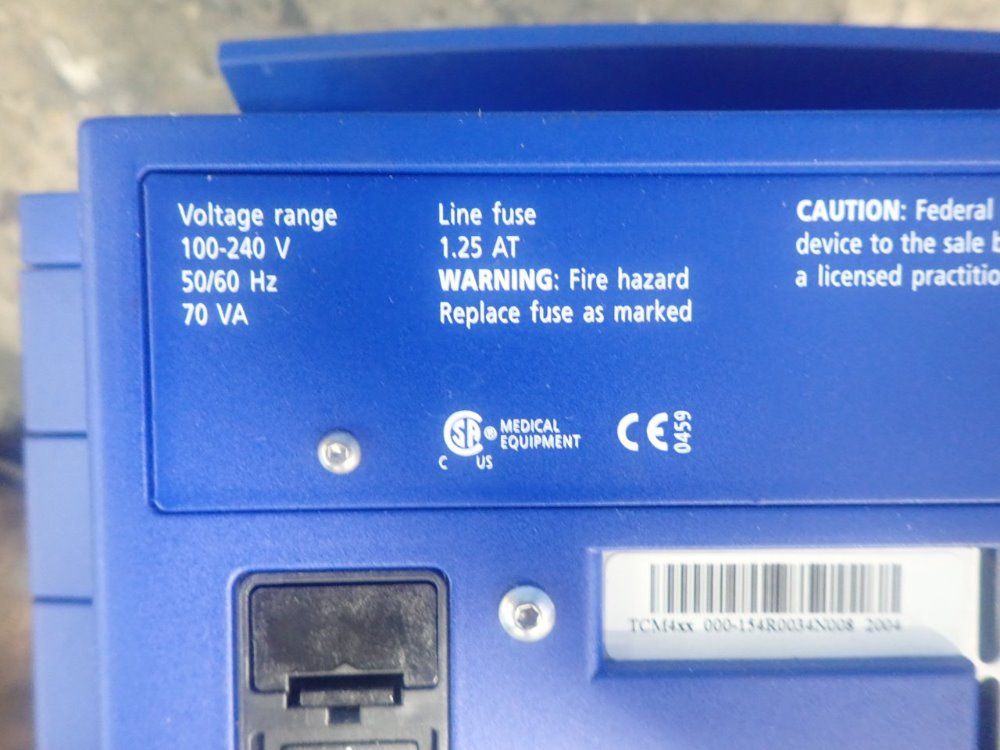 Voltage range
100-240 V
50/60 Hz
70 VA
Line fuse
1.25 AT
WARNING: Fire hazard
Replace fuse as marked
CAUTION: Federal
device to the sale b
a licensed practitio
CSA ® MEDICAL
EQUIPMENT
C US
CE 0459
TCM4xx 000-154R0034N008 2004